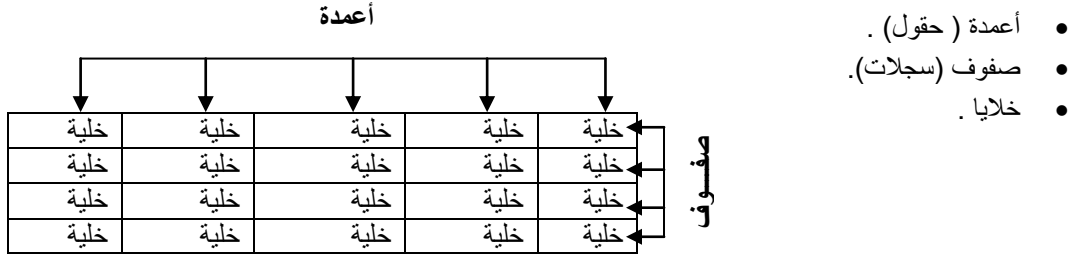 أعمدة
• أعمدة ( حقول) .
• صفوف (سجلات).
• خلايا .
خلية خلية خلية خلية خلية
خلية خلية خلية خلية خلية
خلية خلية خلية خلية خلية
خلية خلية خلية خلية خلية
صفــوف